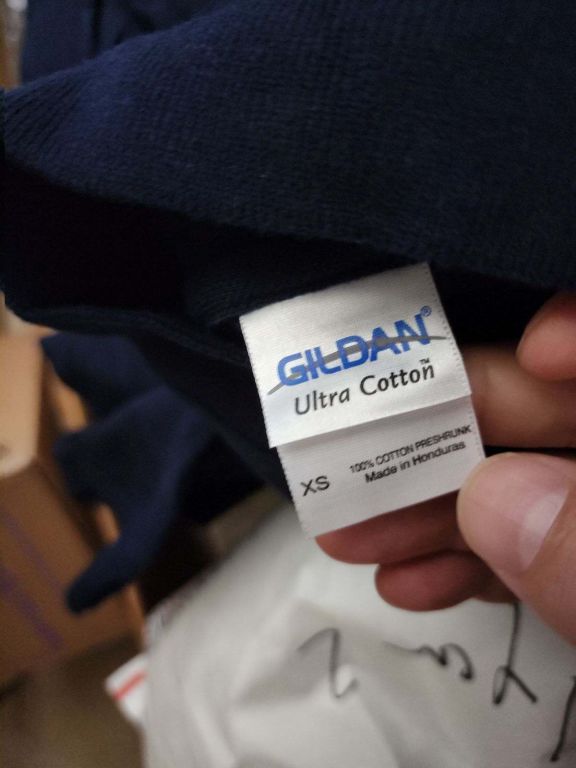 GILDAN®
Ultra Cotton™
XS
100% COTTON PRESHRUNK
Made in Honduras